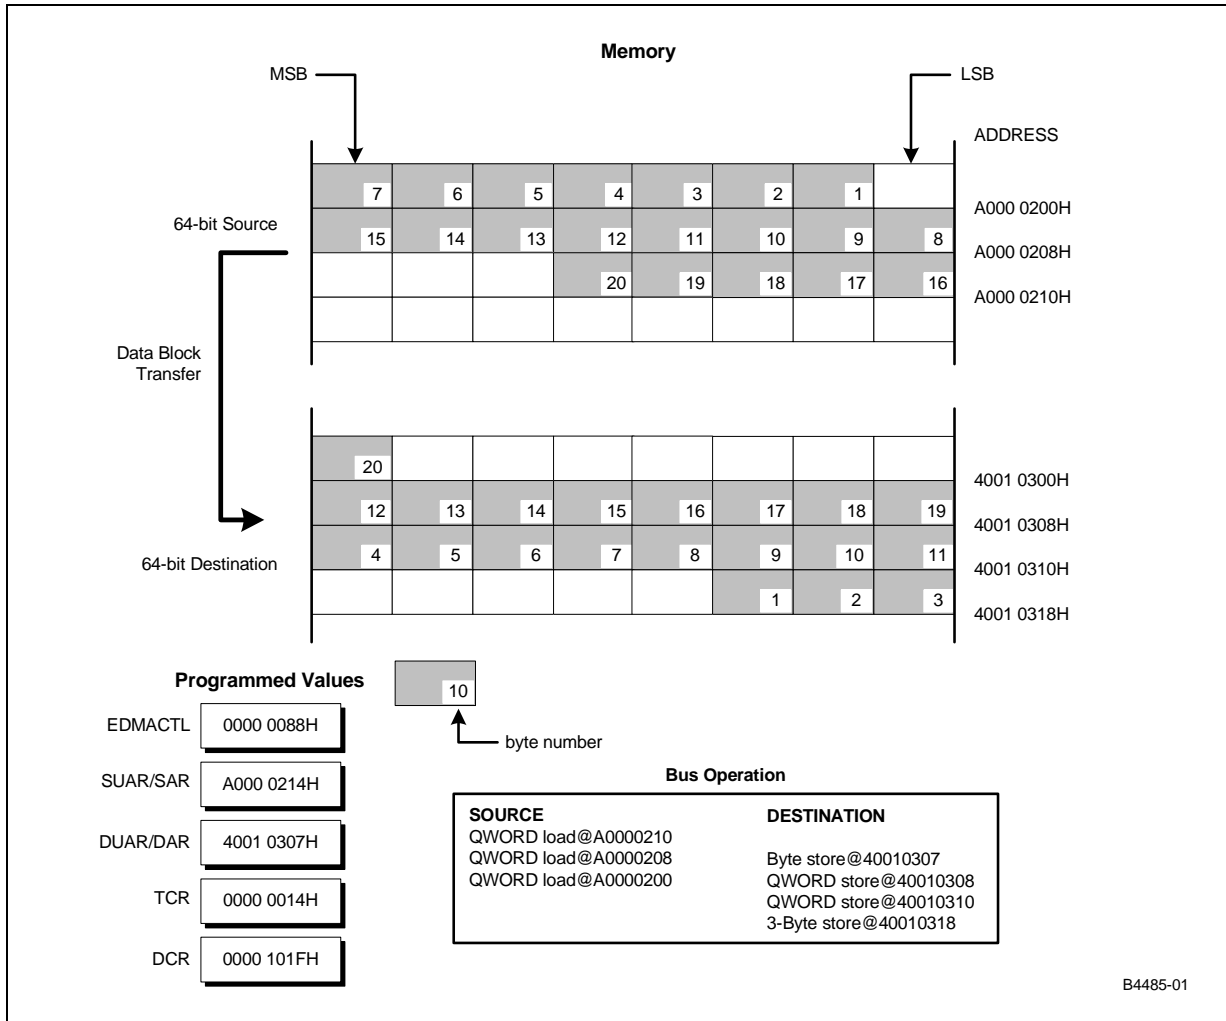 Memory
MSB
LSB
ADDRESS
7 6 5 4 3 2 1
A000 0200H
64-bit Source
15 14 13 12 11 10 9 8
A000 0208H
20 19 18 17 16
A000 0210H
Data Block
Transfer
20
4001 0300H
12 13 14 15 16 17 18 19
4001 0308H
64-bit Destination
4 5 6 7 8 9 10 11
4001 0310H
1 2 3
4001 0318H
Programmed Values
10
byte number
EDMACTL 0000 0088H
SUAR/SAR A000 0214H
DUAR/DAR 4001 0307H
TCR 0000 0014H
DCR 0000 101FH
Bus Operation
SOURCE
QWORD load@A0000210
QWORD load@A0000208
QWORD load@A0000200
DESTINATION
Byte store@40010307
QWORD store@40010308
QWORD store@40010310
3-Byte store@40010318
B4485-01